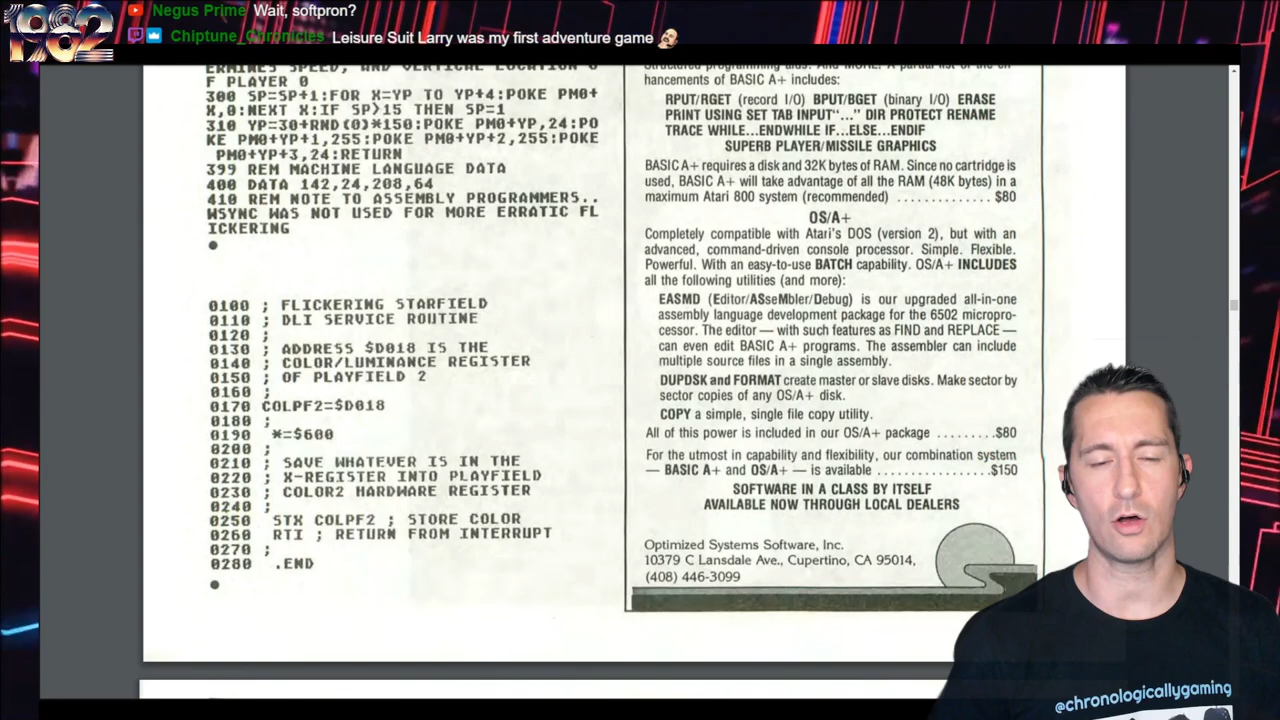 1982
Negus Prime Wait, softpron?
Chiptune_Chronicles Leisure Suit Larry was my first adventure game
ERMINES SPEED, AND VERTICAL LOCATION O
F PLAYER 0
300 SP=SP+1:FOR X=YP TO YP+4:POKE PM0+
X,0:NEXT X:IF SP>15 THEN SP=1
310 YP=30+RND(0)*150:POKE PM0+YP,24:PO
KE PM0+YP+1,255:POKE PM0+YP+2,255:POKE
PM0+YP+3,24:RETURN
399 REM MACHINE LANGUAGE DATA
400 DATA 142,24,208,64
410 REM NOTE TO ASSEMBLY PROGRAMMERS..
WSYNC WAS NOT USED FOR MORE ERRATIC FL
ICKERING
0100 ; FLICKERING STARFIELD
0110 ; DLI SERVICE ROUTINE
0120 ;
0130 ; ADDRESS $D018 IS THE
0140 ; COLOR/LUMINANCE REGISTER
0150 ; OF PLAYFIELD 2
0160 ;
0170 COLPF2=$D018
0180 ;
0190 *=$600
0200 ;
0210 ; SAVE WHATEVER IS IN THE
0220 ; X-REGISTER INTO PLAYFIELD
0230 ; COLOR2 HARDWARE REGISTER
0240 ;
0250 STX COLPF2 ; STORE COLOR
0260 RTI ; RETURN FROM INTERRUPT
0270 ;
0280 .END
Structured programming aids. And MORE. A partial list of the en-
hancements of BASIC A+ includes:
RPUT/RGET (record I/O) BPUT/BGET (binary I/O) ERASE
PRINT USING SET TAB INPUT"..." DIR PROTECT RENAME
TRACE WHILE...ENDWHILE IF...ELSE...ENDIF
SUPERB PLAYER/MISSILE GRAPHICS
BASIC A+ requires a disk and 32K bytes of RAM. Since no cartridge is
used, BASIC A+ will take advantage of all the RAM (48K bytes) in a
maximum Atari 800 system (recommended) .............. $80
OS/A+
Completely compatible with Atari's DOS (version 2), but with an
advanced, command-driven console processor. Simple. Flexible.
Powerful. With an easy-to-use BATCH capability. OS/A+ INCLUDES
all the following utilities (and more):
EASMD (Editor/ASseMbler/Debug) is our upgraded all-in-one
assembly language development package for the 6502 micropro-
cessor. The editor — with such features as FIND and REPLACE —
can even edit BASIC A+ programs. The assembler can include
multiple source files in a single assembly.
DUPDSK and FORMAT create master or slave disks. Make sector by
sector copies of any OS/A+ disk.
COPY a simple, single file copy utility.
All of this power is included in our OS/A+ package .........$80
For the utmost in capability and flexibility, our combination system
— BASIC A+ and OS/A+ — is available .................$150
SOFTWARE IN A CLASS BY ITSELF
AVAILABLE NOW THROUGH LOCAL DEALERS
Optimized Systems Software, Inc.
10379 C Lansdale Ave., Cupertino, CA 95014,
(408) 446-3099
@chronologicallygaming